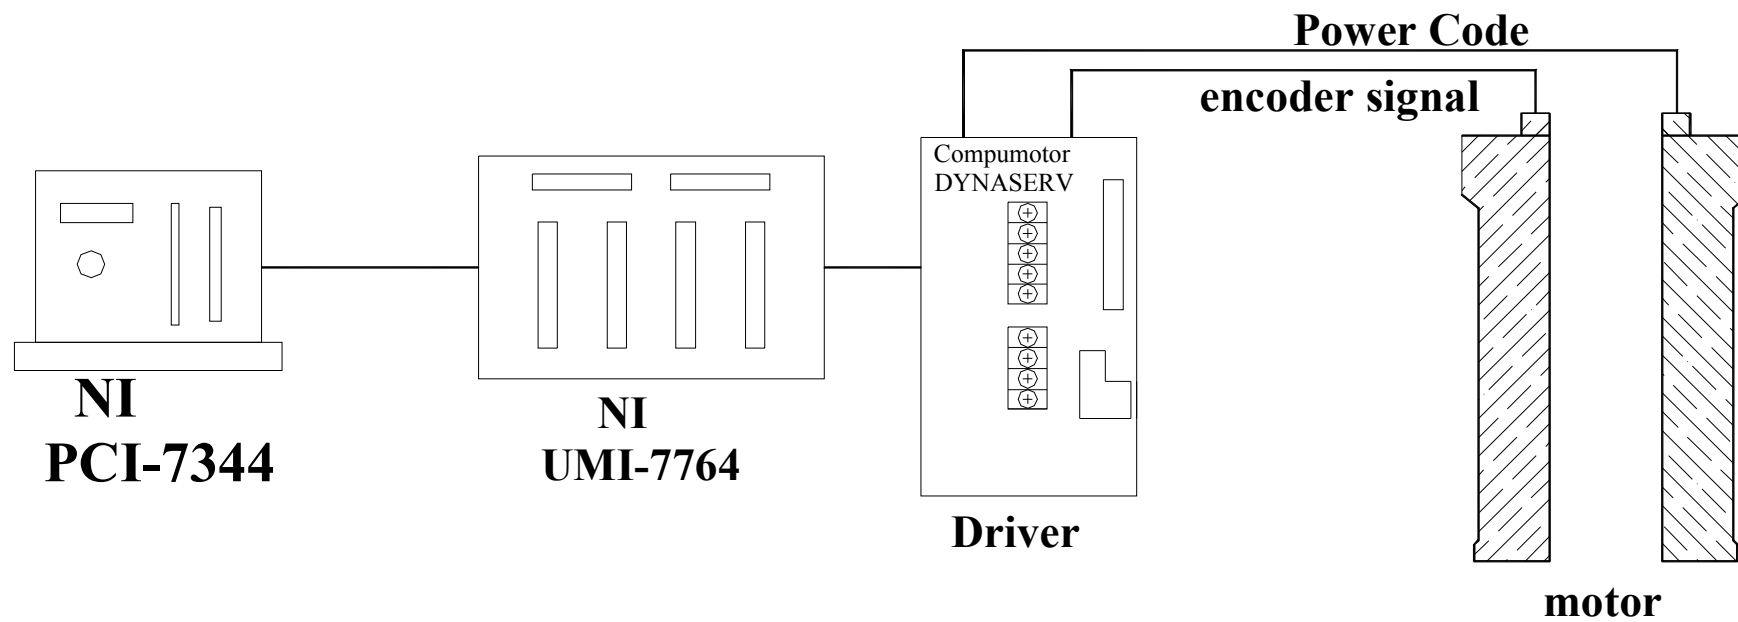 Power Code
encoder signal
Compumotor
DYNASERV
NI
PCI-7344
NI
UMI-7764
Driver
motor